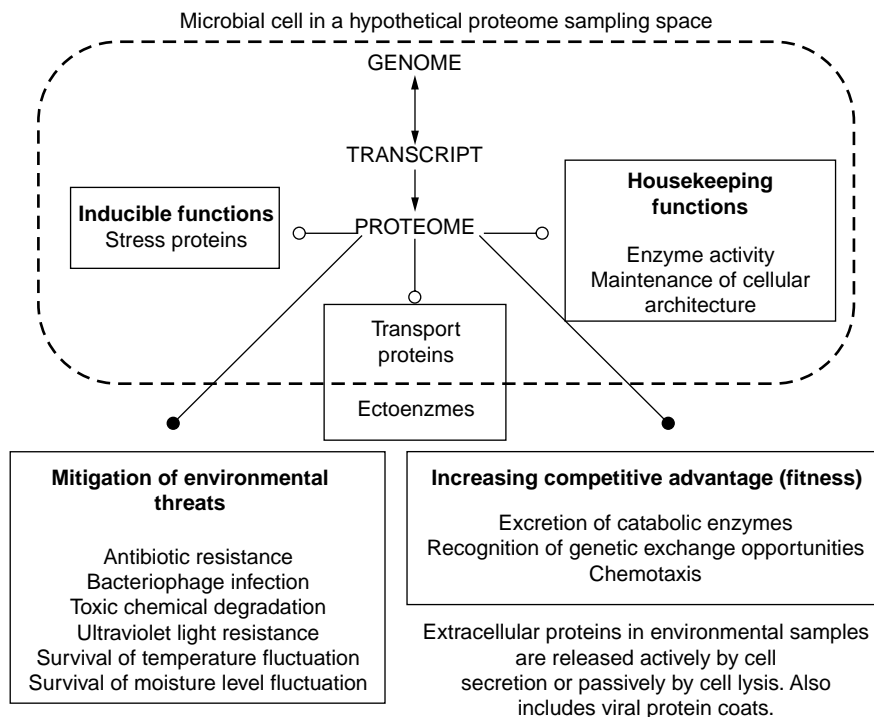 Microbial cell in a hypothetical proteome sampling space
GENOME
TRANSCRIPT
PROTEOME
Inducible functions
Stress proteins
Housekeeping
functions
Enzyme activity
Maintenance of cellular
architecture
Transport
proteins
Ectoenzmes
Mitigation of environmental
threats
Antibiotic resistance
Bacteriophage infection
Toxic chemical degradation
Ultraviolet light resistance
Survival of temperature fluctuation
Survival of moisture level fluctuation
Increasing competitive advantage (fitness)
Excretion of catabolic enzymes
Recognition of genetic exchange opportunities
Chemotaxis
Extracellular proteins in environmental samples
are released actively by cell
secretion or passively by cell lysis. Also
includes viral protein coats.